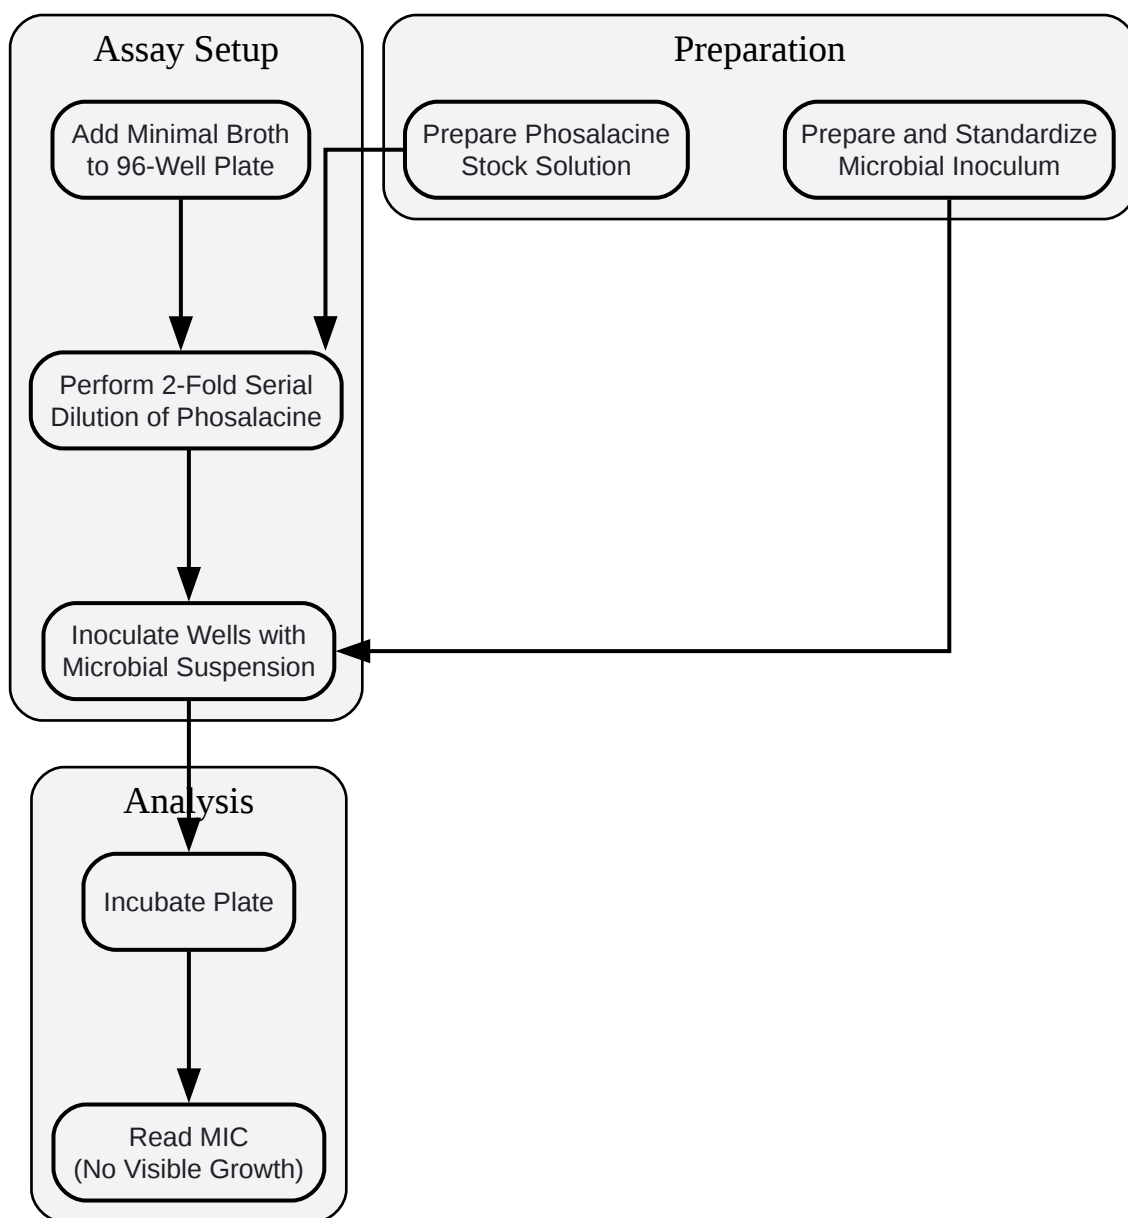 Assay Setup
Preparation
Add Minimal Broth
to 96-Well Plate
Prepare Phosalacine
Stock Solution
Prepare and Standardize
Microbial Inoculum
Perform 2-Fold Serial
Dilution of Phosalacine
Inoculate Wells with
Microbial Suspension
Analysis
Incubate Plate
Read MIC
(No Visible Growth)